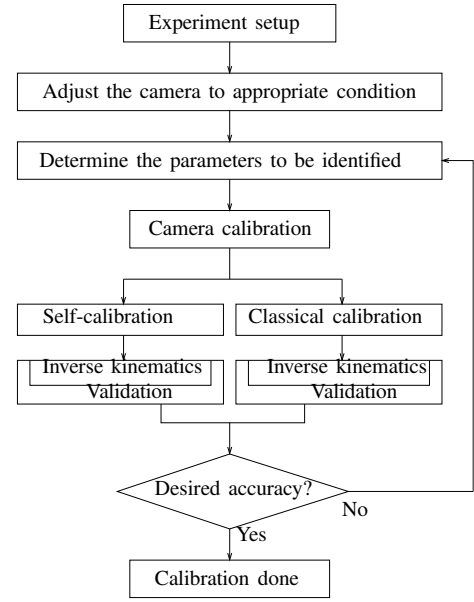 Experiment setup
Adjust the camera to appropriate condition
Determine the parameters to be identified
Camera calibration
Self-calibration
Classical calibration
Inverse kinematics
Validation
Inverse kinematics
Validation
Desired accuracy?
No
Yes
Calibration done